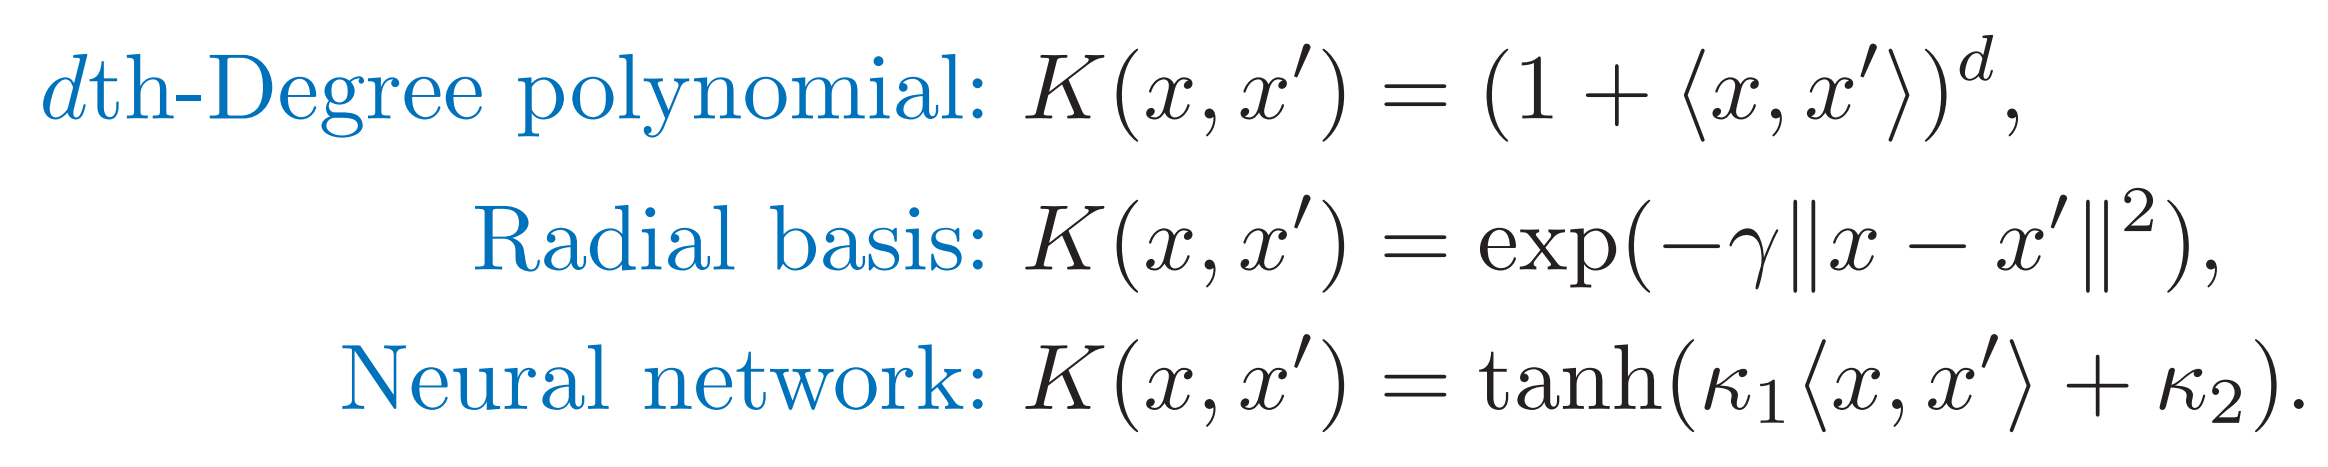 dth-Degree polynomial: K(x, x′) = (1 + ⟨x, x′⟩)^d,
Radial basis: K(x, x′) = exp(−γ‖x − x′‖²),
Neural network: K(x, x′) = tanh(κ₁⟨x, x′⟩ + κ₂).